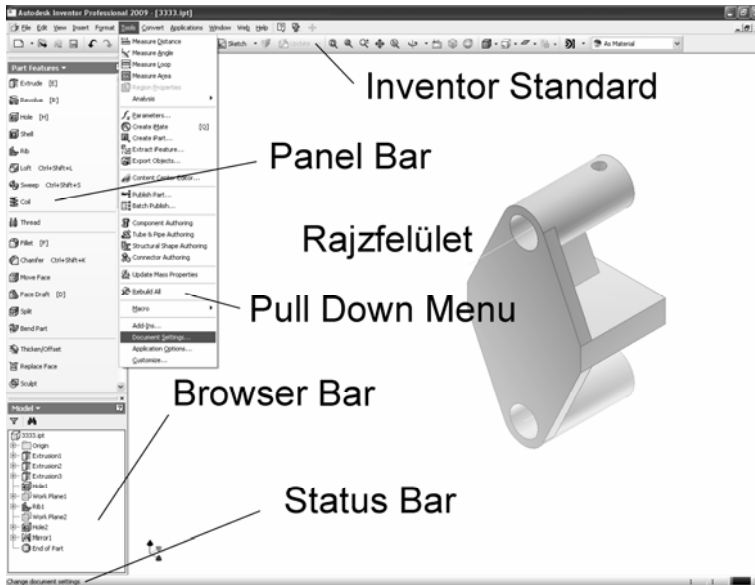 Autodesk Inventor Professional 2009 - [3333.ipt]
File Edit View Insert Format Tools Convert Applications Window Web Help
Sketch Update As Material
Inventor Standard
Part Features
Extrude [E]
Revolve [R]
Hole [H]
Shell
Rib
Loft Ctrl+Shift+L
Sweep Ctrl+Shift+S
Coil
Thread
Fillet [F]
Chamfer Ctrl+Shift+K
Move Face
Face Draft [D]
Split
Bend Part
Thicken/Offset
Replace Face
Sculpt
Measure Distance
Measure Angle
Measure Loop
Measure Area
Region Properties
Analysis
Parameters...
Create iMate [Q]
Create iPart...
Extract iFeature...
Export Objects...
Content Center Editor...
Publish Part...
Batch Publish...
Component Authoring
Tube & Pipe Authoring
Structural Shape Authoring
Connector Authoring
Update Mass Properties
Rebuild All
Macro
Add-Ins...
Document Settings...
Application Options...
Customize...
Panel Bar
Rajzfelület
Pull Down Menu
Browser Bar
Model
3333.ipt
Origin
Extrusion1
Extrusion2
Extrusion3
Hole1
Work Plane1
Rib1
Work Plane2
Hole2
Mirror1
End of Part
Status Bar
Change document settings